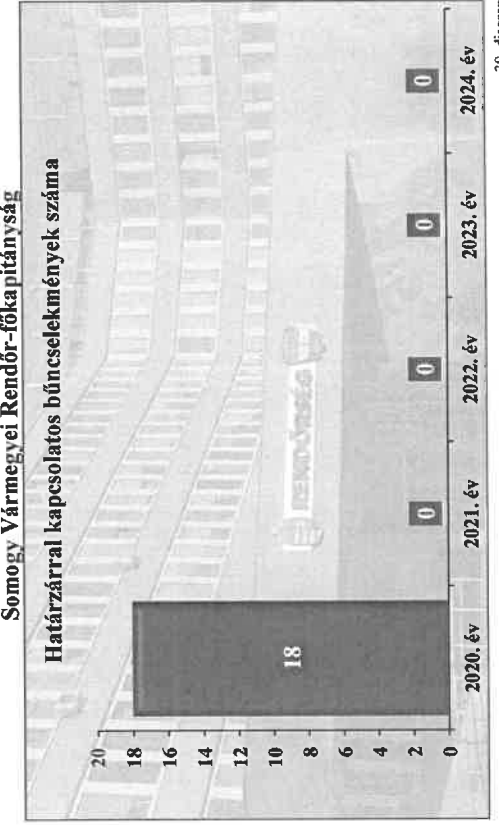 Somogy Vármegyei Rendőr-főkapitányság
Határzárral kapcsolatos bűncselekmények száma
RENDŐRSÉG
20
18
16
14
12
10
8
6
4
2
0
18
0
0
0
0
2020. év
2021. év
2022. év
2023. év
2024. év